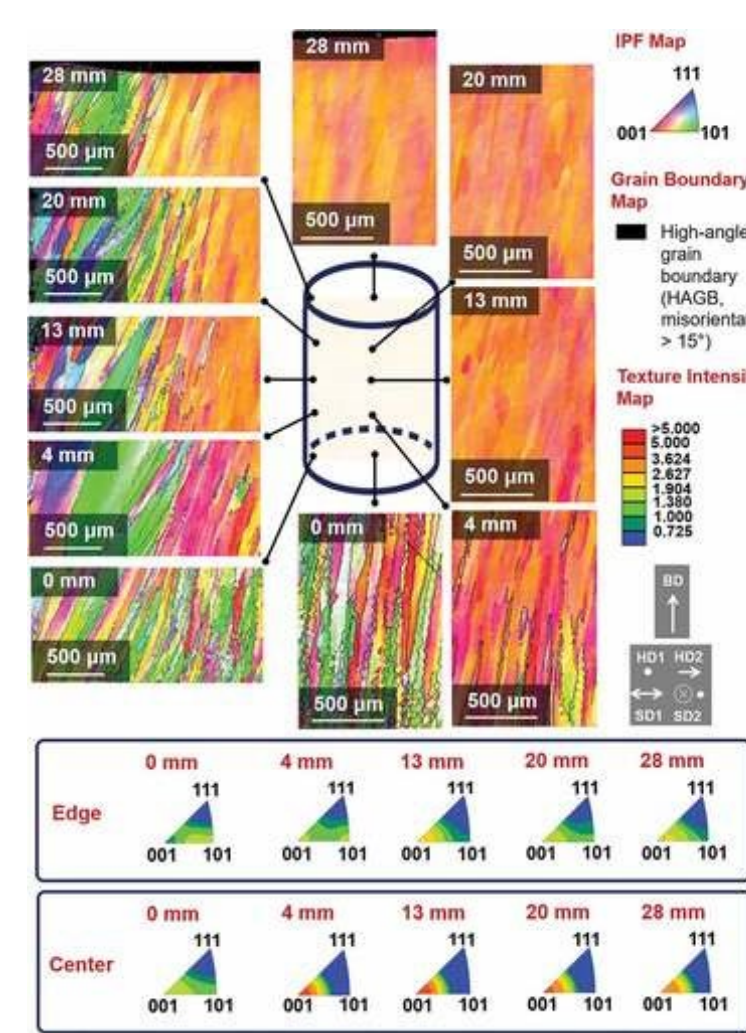 28 mm
500 µm
20 mm
500 µm
13 mm
500 µm
4 mm
500 µm
0 mm
500 µm
28 mm
500 µm
20 mm
500 µm
13 mm
500 µm
0 mm
500 µm
4 mm
500 µm
IPF Map
111
001 101
Grain Boundary
Map
High-angle
grain
boundary
(HAGB,
misorienta
> 15°)
Texture Intensi
Map
>5.000
5.000
3.624
2.627
1.904
1.380
1.000
0.725
BD
HD1 HD2
SD1 SD2
Edge
0 mm 4 mm 13 mm 20 mm 28 mm
111 111 111 111 111
001 101 001 101 001 101 001 101 001 101
Center
0 mm 4 mm 13 mm 20 mm 28 mm
111 111 111 111 111
001 101 001 101 001 101 001 101 001 101